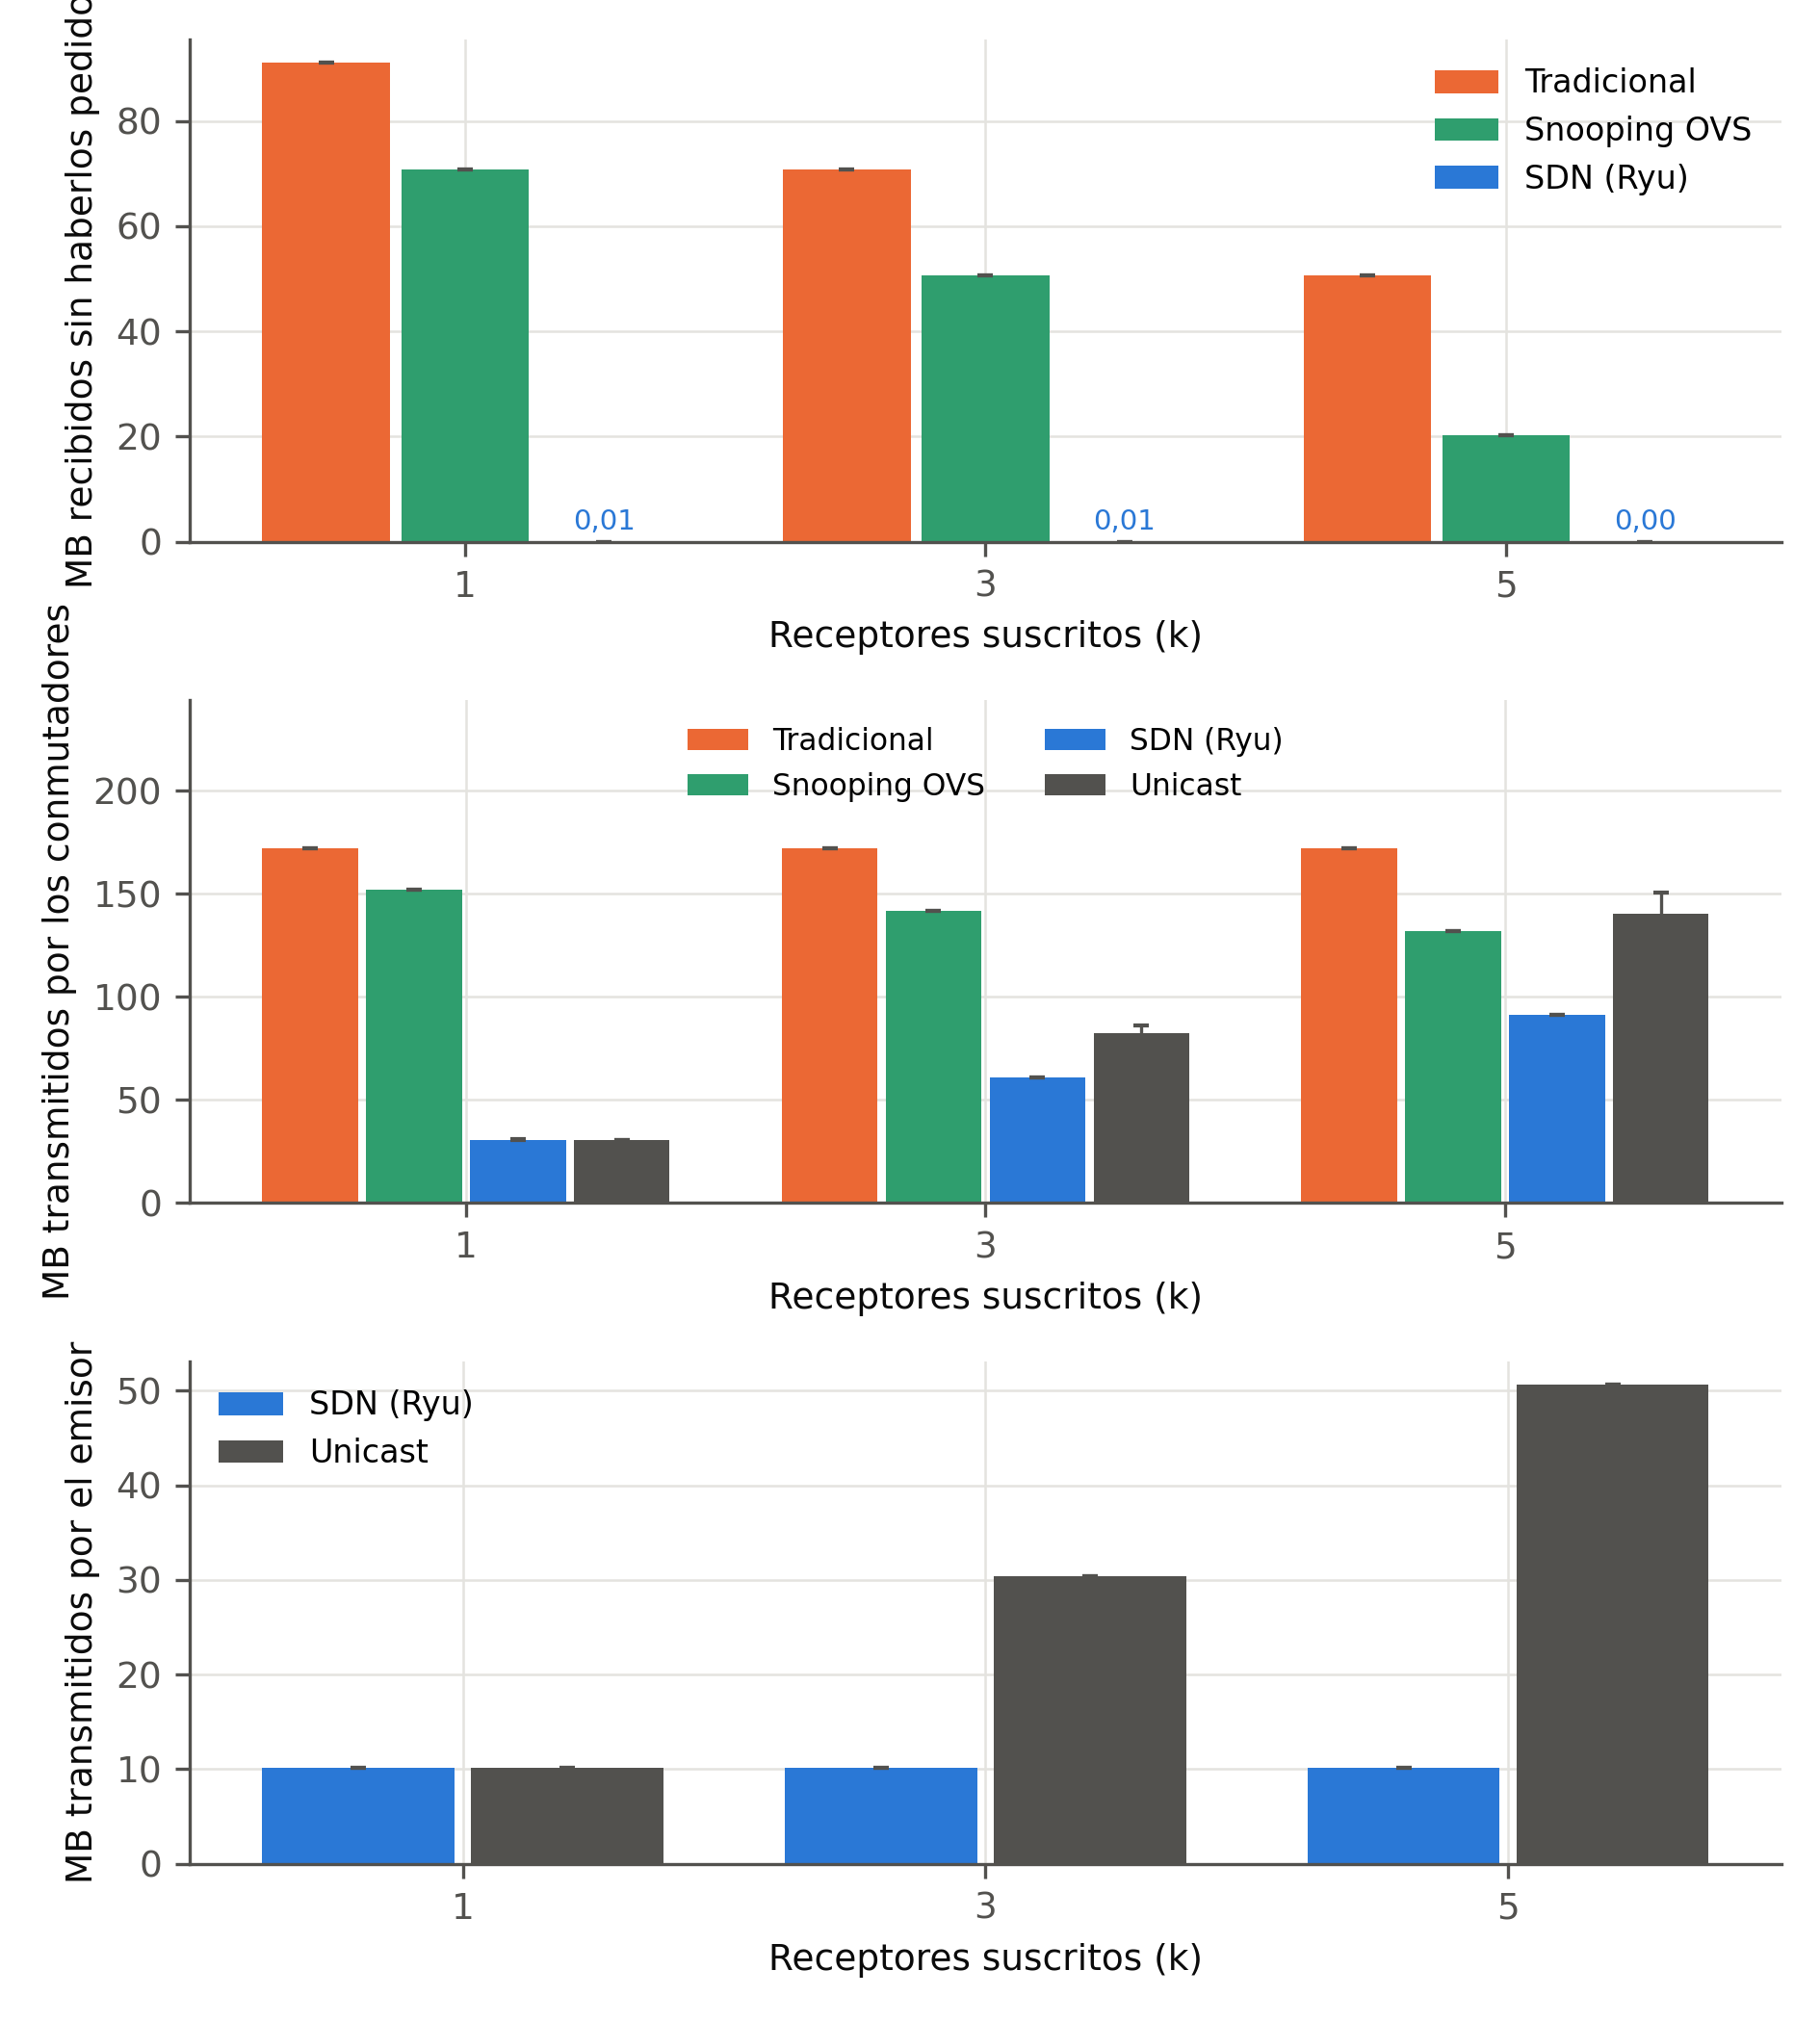 MB recibidos sin haberlos pedido
80
60
40
20
0
Tradicional
Snooping OVS
SDN (Ryu)
0,01
0,01
0,00
1
3
5
Receptores suscritos (k)
MB transmitidos por los conmutadores
200
150
100
50
0
Tradicional
Snooping OVS
SDN (Ryu)
Unicast
1
3
5
Receptores suscritos (k)
MB transmitidos por el emisor
50
40
30
20
10
0
SDN (Ryu)
Unicast
1
3
5
Receptores suscritos (k)